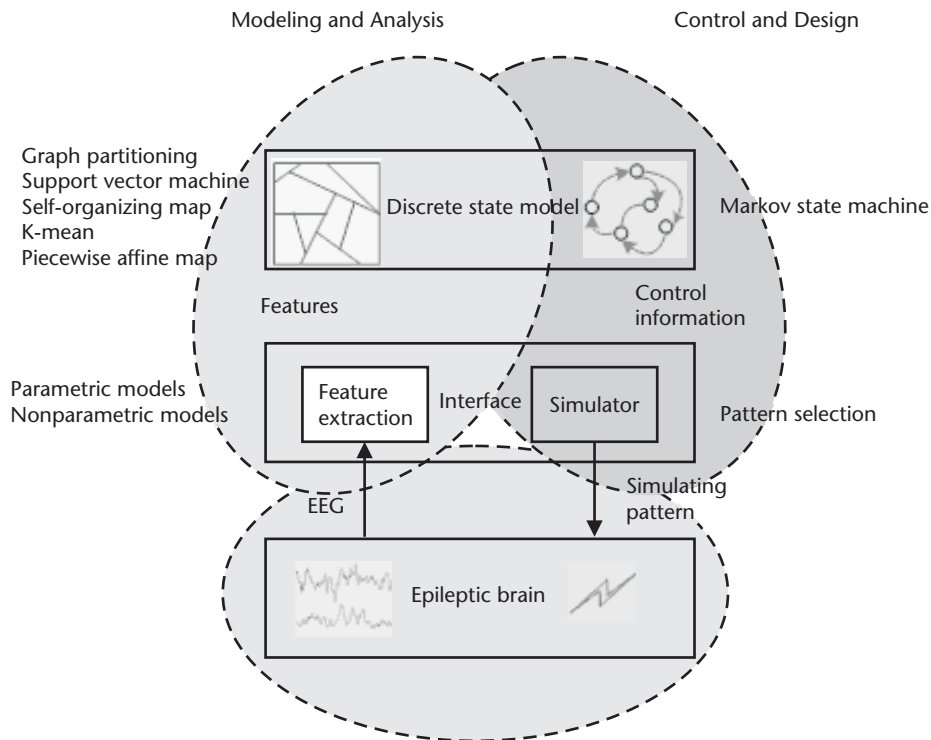 Modeling and Analysis
Control and Design
Graph partitioning
Support vector machine
Self-organizing map
K-mean
Piecewise affine map
Discrete state model
Markov state machine
Features
Control
information
Parametric models
Nonparametric models
Feature
extraction
Interface
Simulator
Pattern selection
EEG
Simulating
pattern
Epileptic brain